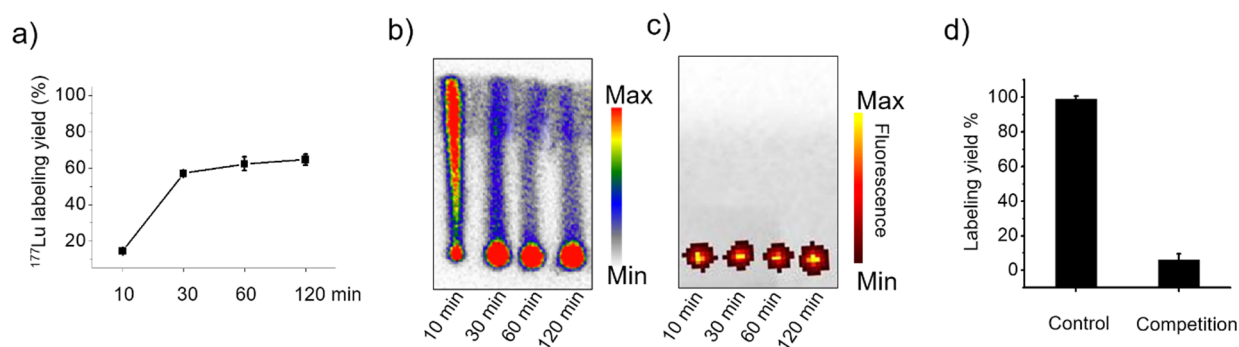 a)
¹⁷⁷Lu labeling yield (%)
100
80
60
40
20
10 30 60 120 min
b)
Max
Min
10 min
30 min
60 min
120 min
c)
Max
Fluorescence
Min
10 min
30 min
60 min
120 min
d)
Labeling yield %
100
80
60
40
20
0
Control Competition